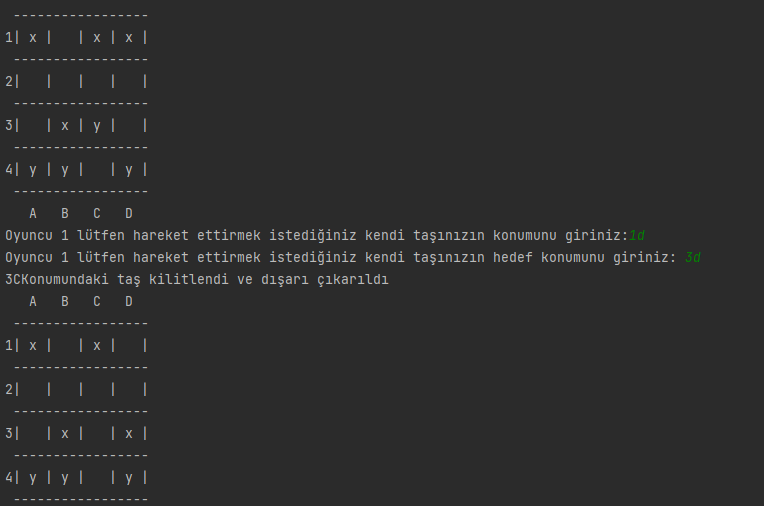 -----------------
1| x |   | x | x |
-----------------
2|   |   |   |   |
-----------------
3|   | x | y |   |
-----------------
4| y | y |   | y |
-----------------
A   B   C   D
Oyuncu 1 lütfen hareket ettirmek istediğiniz kendi taşınızın konumunu giriniz:1d
Oyuncu 1 lütfen hareket ettirmek istediğiniz kendi taşınızın hedef konumunu giriniz: 3d
3CKonumundaki taş kilitlendi ve dışarı çıkarıldı
A   B   C   D
-----------------
1| x |   | x |   |
-----------------
2|   |   |   |   |
-----------------
3|   | x |   | x |
-----------------
4| y | y |   | y |
-----------------